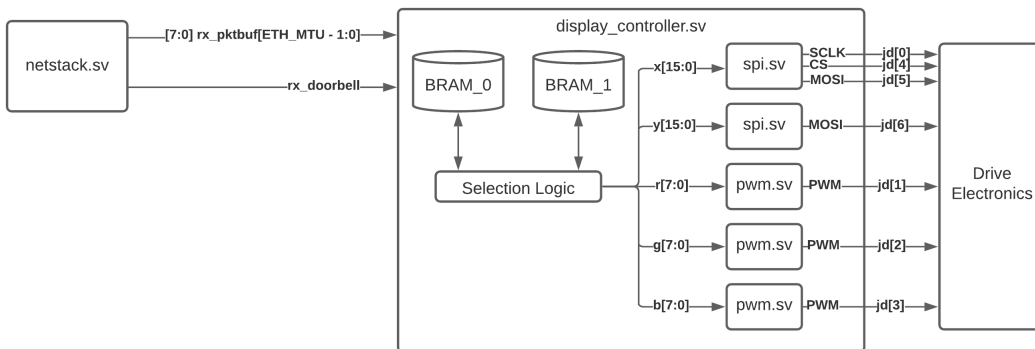 display_controller.sv
netstack.sv
[7:0] rx_pktbuf[ETH_MTU - 1:0]
rx_doorbell
BRAM_0
BRAM_1
Selection Logic
x[15:0]
spi.sv
SCLK
jd[0]
CS
jd[4]
MOSI
jd[5]
y[15:0]
spi.sv
MOSI
jd[6]
r[7:0]
pwm.sv
PWM
jd[1]
g[7:0]
pwm.sv
PWM
jd[2]
b[7:0]
pwm.sv
PWM
jd[3]
Drive
Electronics